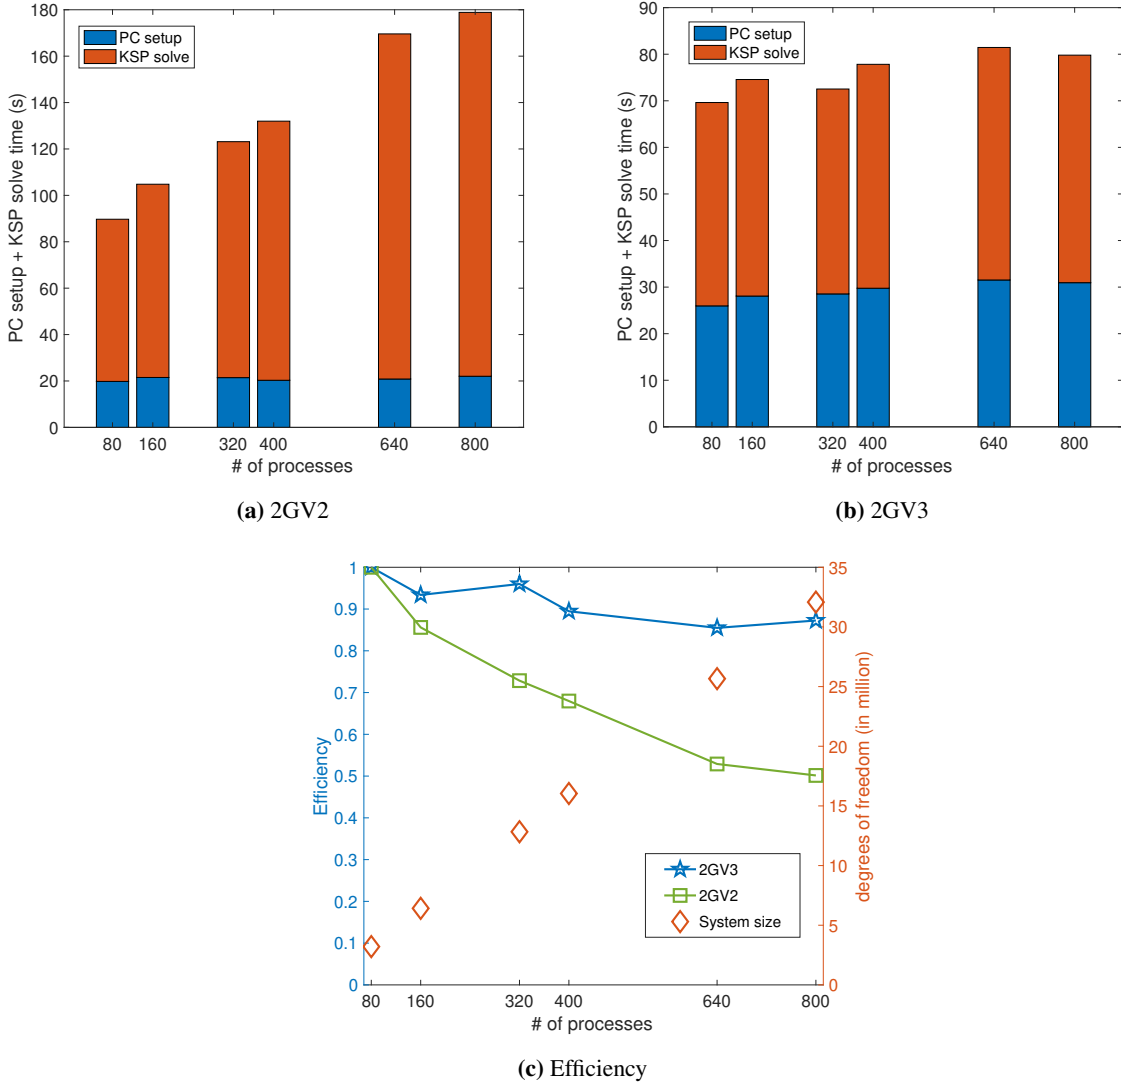 PC setup + KSP solve time (s)
180
160
140
120
100
80
60
40
20
0
PC setup
KSP solve
80 160 320 400 640 800
# of processes
(a) 2GV2
PC setup + KSP solve time (s)
90
80
70
60
50
40
30
20
10
0
PC setup
KSP solve
80 160 320 400 640 800
# of processes
(b) 2GV3
Efficiency
1
0.9
0.8
0.7
0.6
0.5
0.4
0.3
0.2
0.1
0
35
30
25
20
15
10
5
0
degrees of freedom (in million)
2GV3
2GV2
System size
80 160 320 400 640 800
# of processes
(c) Efficiency